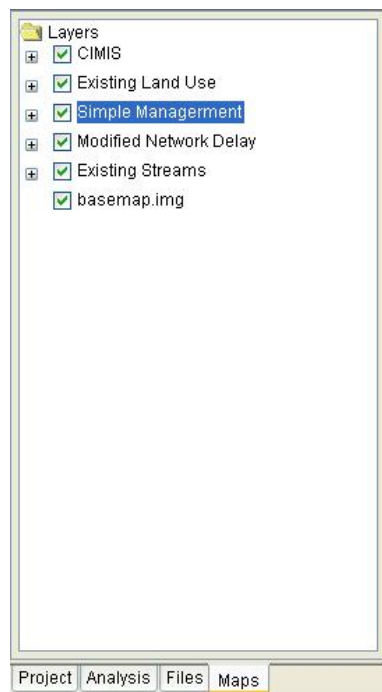 Layers
CIMIS
Existing Land Use
Simple Managerment
Modified Network Delay
Existing Streams
basemap.img
Project Analysis Files Maps